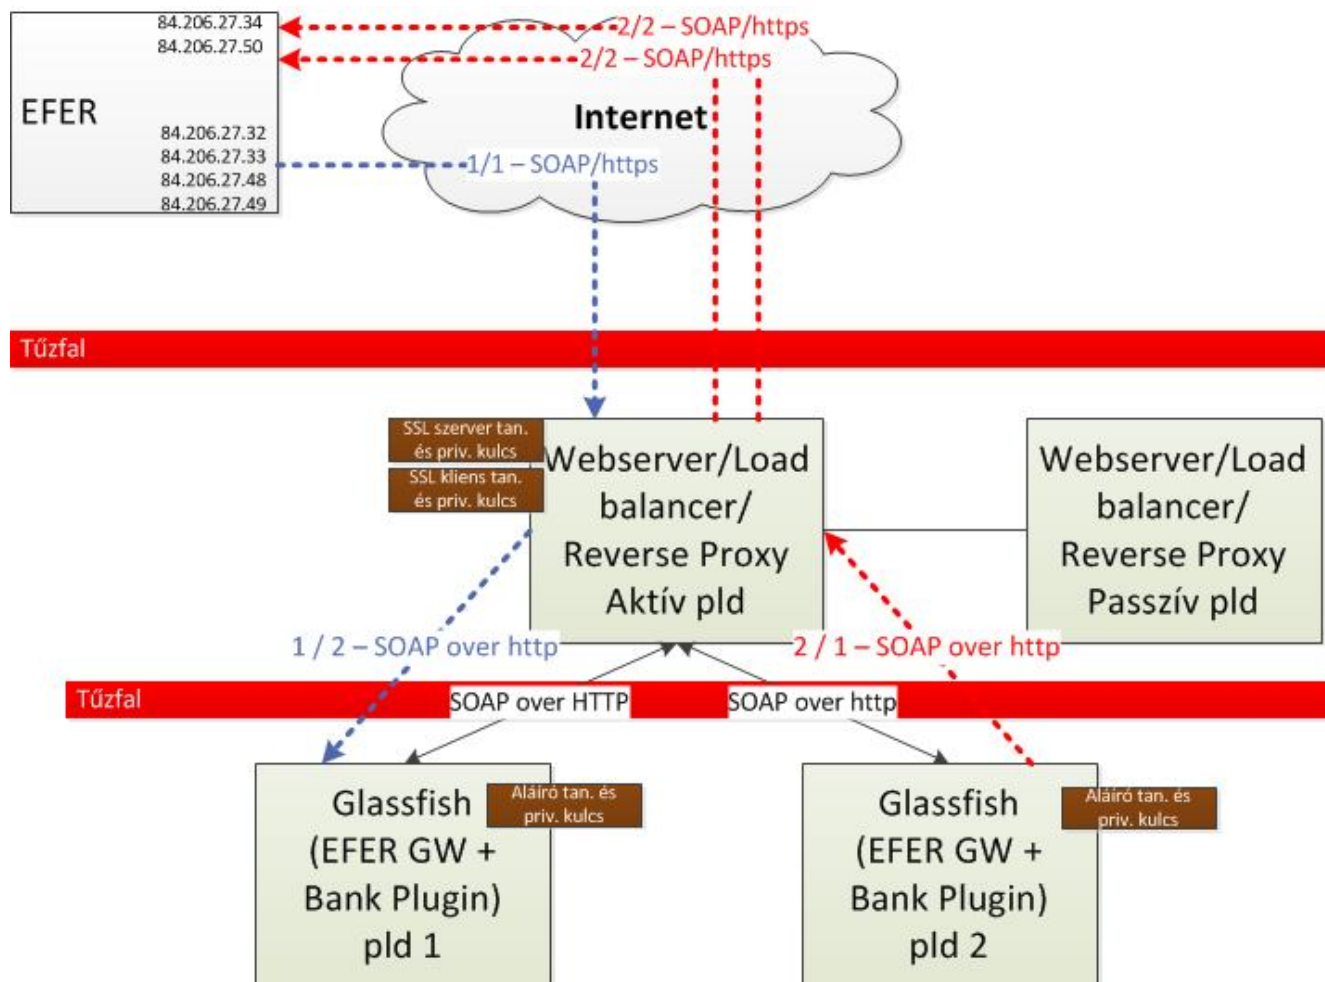 84.206.27.34
84.206.27.50
EFER
84.206.27.32
84.206.27.33
84.206.27.48
84.206.27.49
2/2 – SOAP/https
2/2 – SOAP/https
Internet
1/1 – SOAP/https
Tűzfal
SSL szerver tan.
és priv. kulcs
SSL kliens tan.
és priv. kulcs
Webserver/Load
balancer/
Reverse Proxy
Aktív pld
Webserver/Load
balancer/
Reverse Proxy
Passzív pld
1 / 2 – SOAP over http
2 / 1 – SOAP over http
Tűzfal
SOAP over HTTP
SOAP over http
Glassfish
(EFER GW +
Bank Plugin)
pld 1
Aláíró tan. és
priv. kulcs
Glassfish
(EFER GW +
Bank Plugin)
pld 2
Aláíró tan. és
priv. kulcs